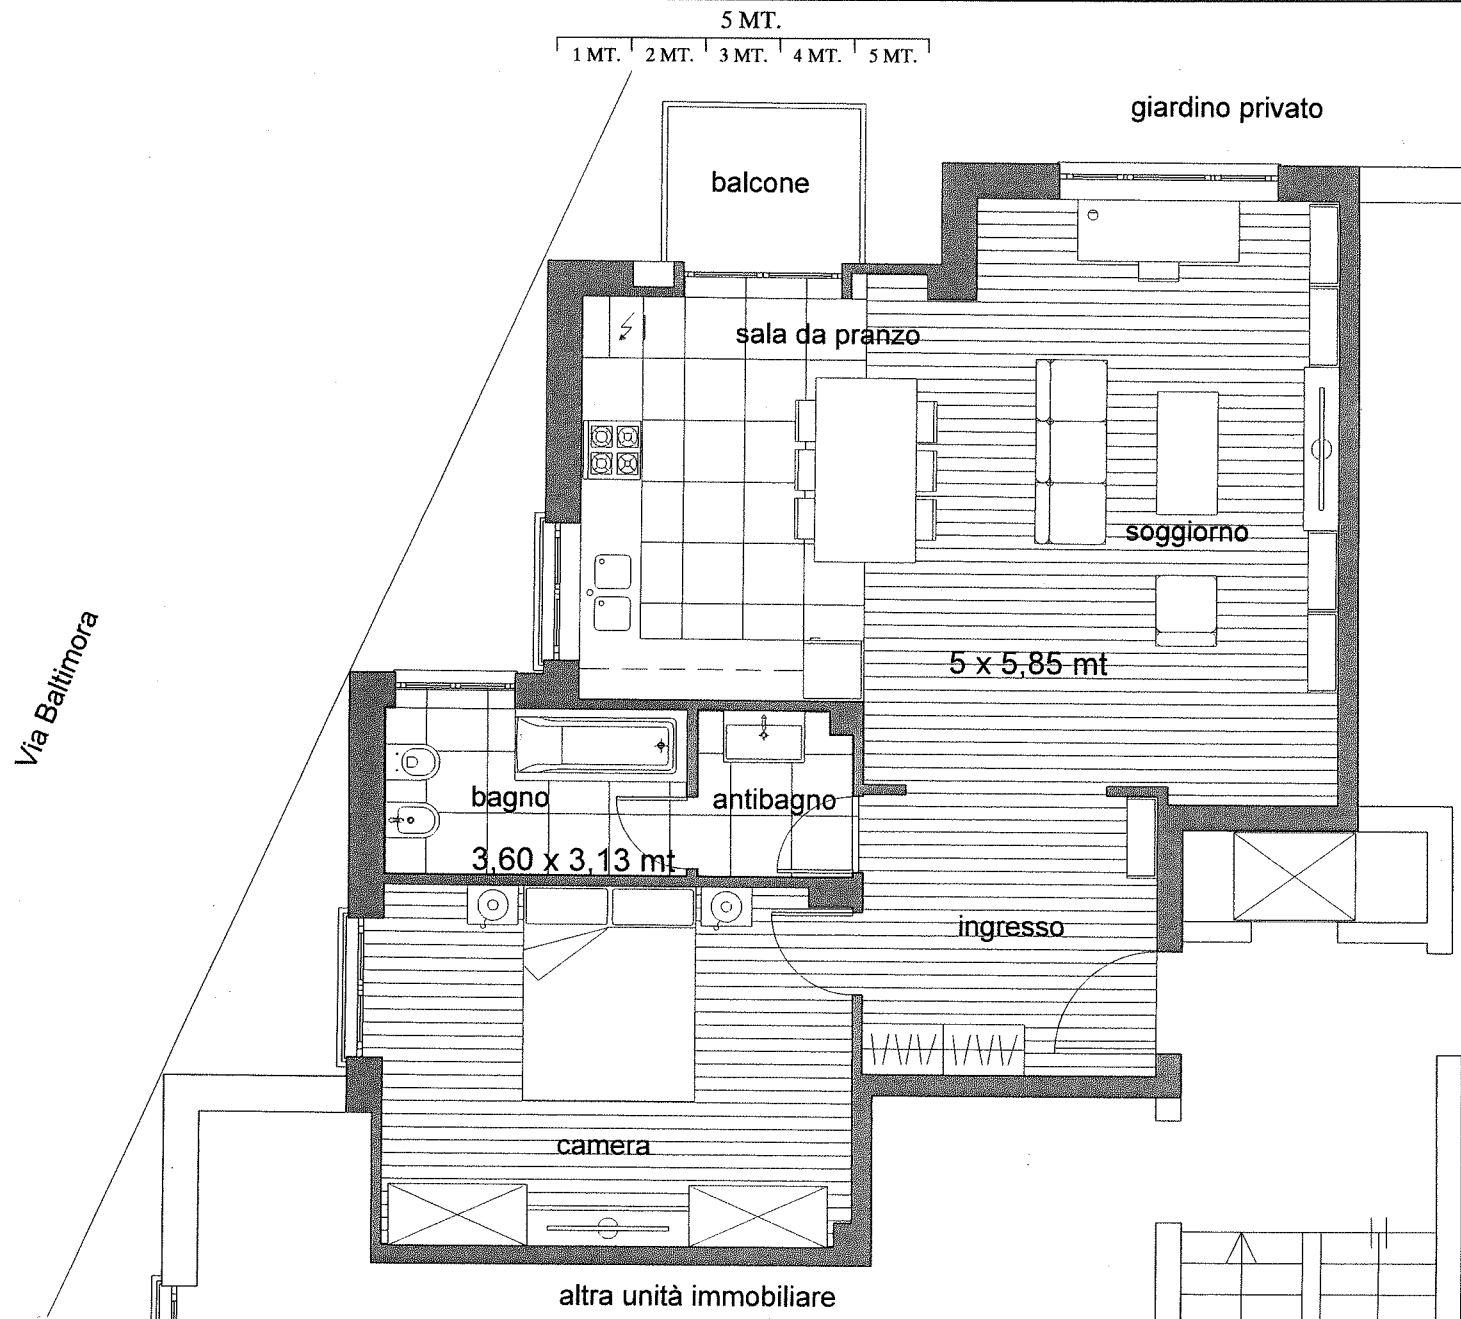 5 MT.
1 MT. 2 MT. 3 MT. 4 MT. 5 MT.
giardino privato
balcone
sala da pranzo
soggiorno
5 x 5,85 mt
Via Baltimora
bagno
antibagno
3,60 x 3,13 mt
ingresso
camera
altra unità immobiliare